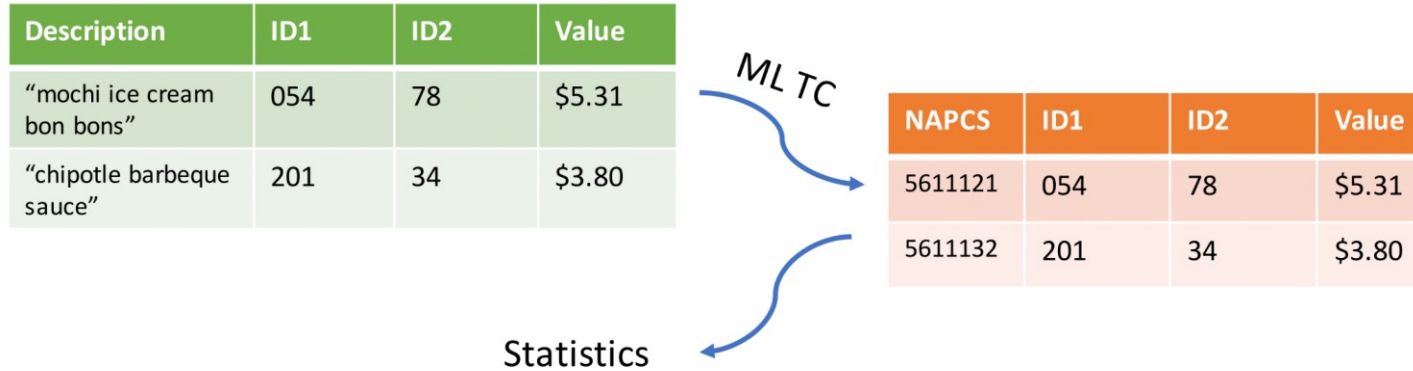 Description ID1 ID2 Value
“mochi ice cream 054 78 $5.31
bon bons”
“chipotle barbeque 201 34 $3.80
sauce”
ML TC
NAPCS ID1 ID2 Value
5611121 054 78 $5.31
5611132 201 34 $3.80
Statistics